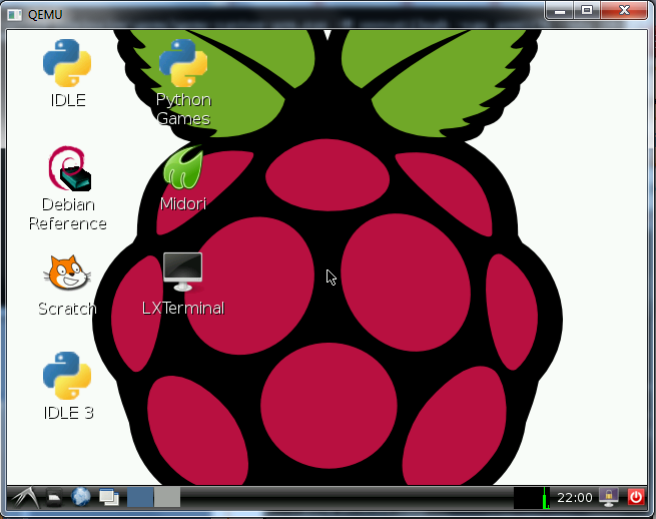 QEMU
IDLE
Python
Games
Debian
Reference
Midori
Scratch
LXTerminal
IDLE 3
22:00